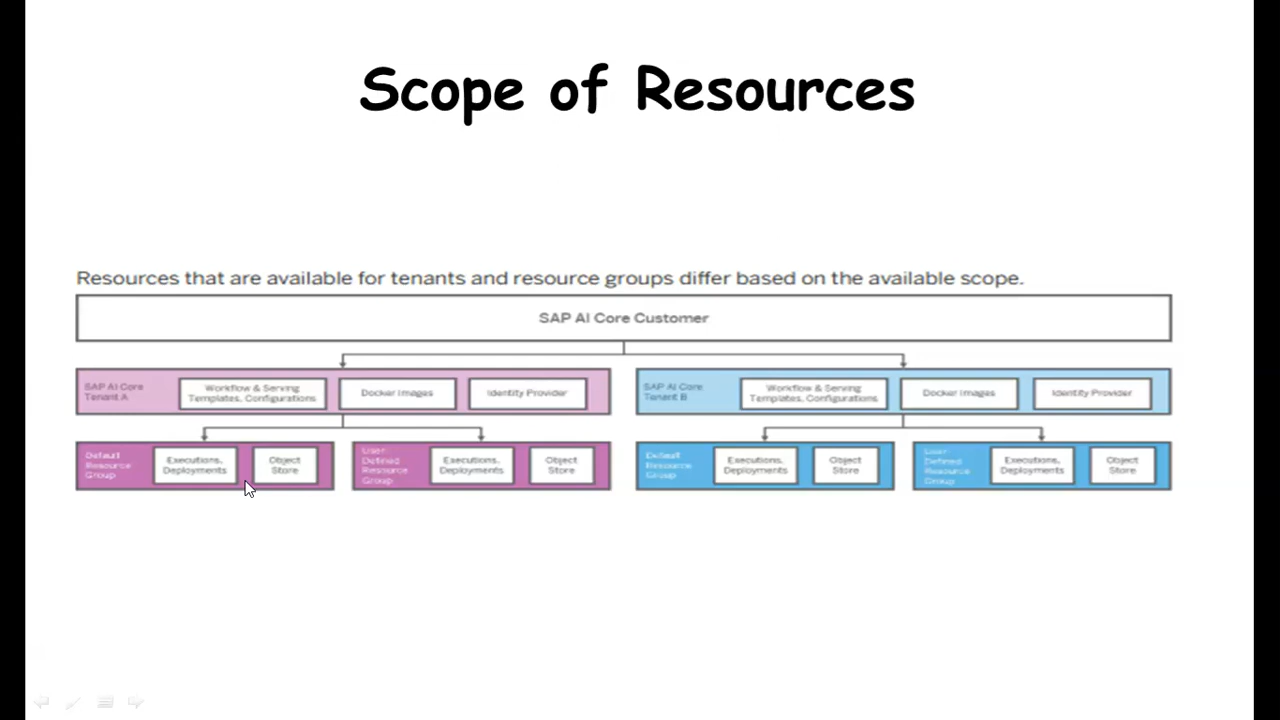 Scope of Resources
Resources that are available for tenants and resource groups differ based on the available scope.
SAP AI Core Customer
SAP AI Core
Tenant A
Workflow & Serving
Templates, Configurations
Docker Images
Identity Provider
SAP AI Core
Tenant B
Workflow & Serving
Templates, Configurations
Docker Images
Identity Provider
Default
Resource
Group
Executions,
Deployments
Object
Store
User-
Defined
Resource
Group
Executions,
Deployments
Object
Store
Default
Resource
Group
Executions,
Deployments
Object
Store
User-
Defined
Resource
Group
Executions,
Deployments
Object
Store